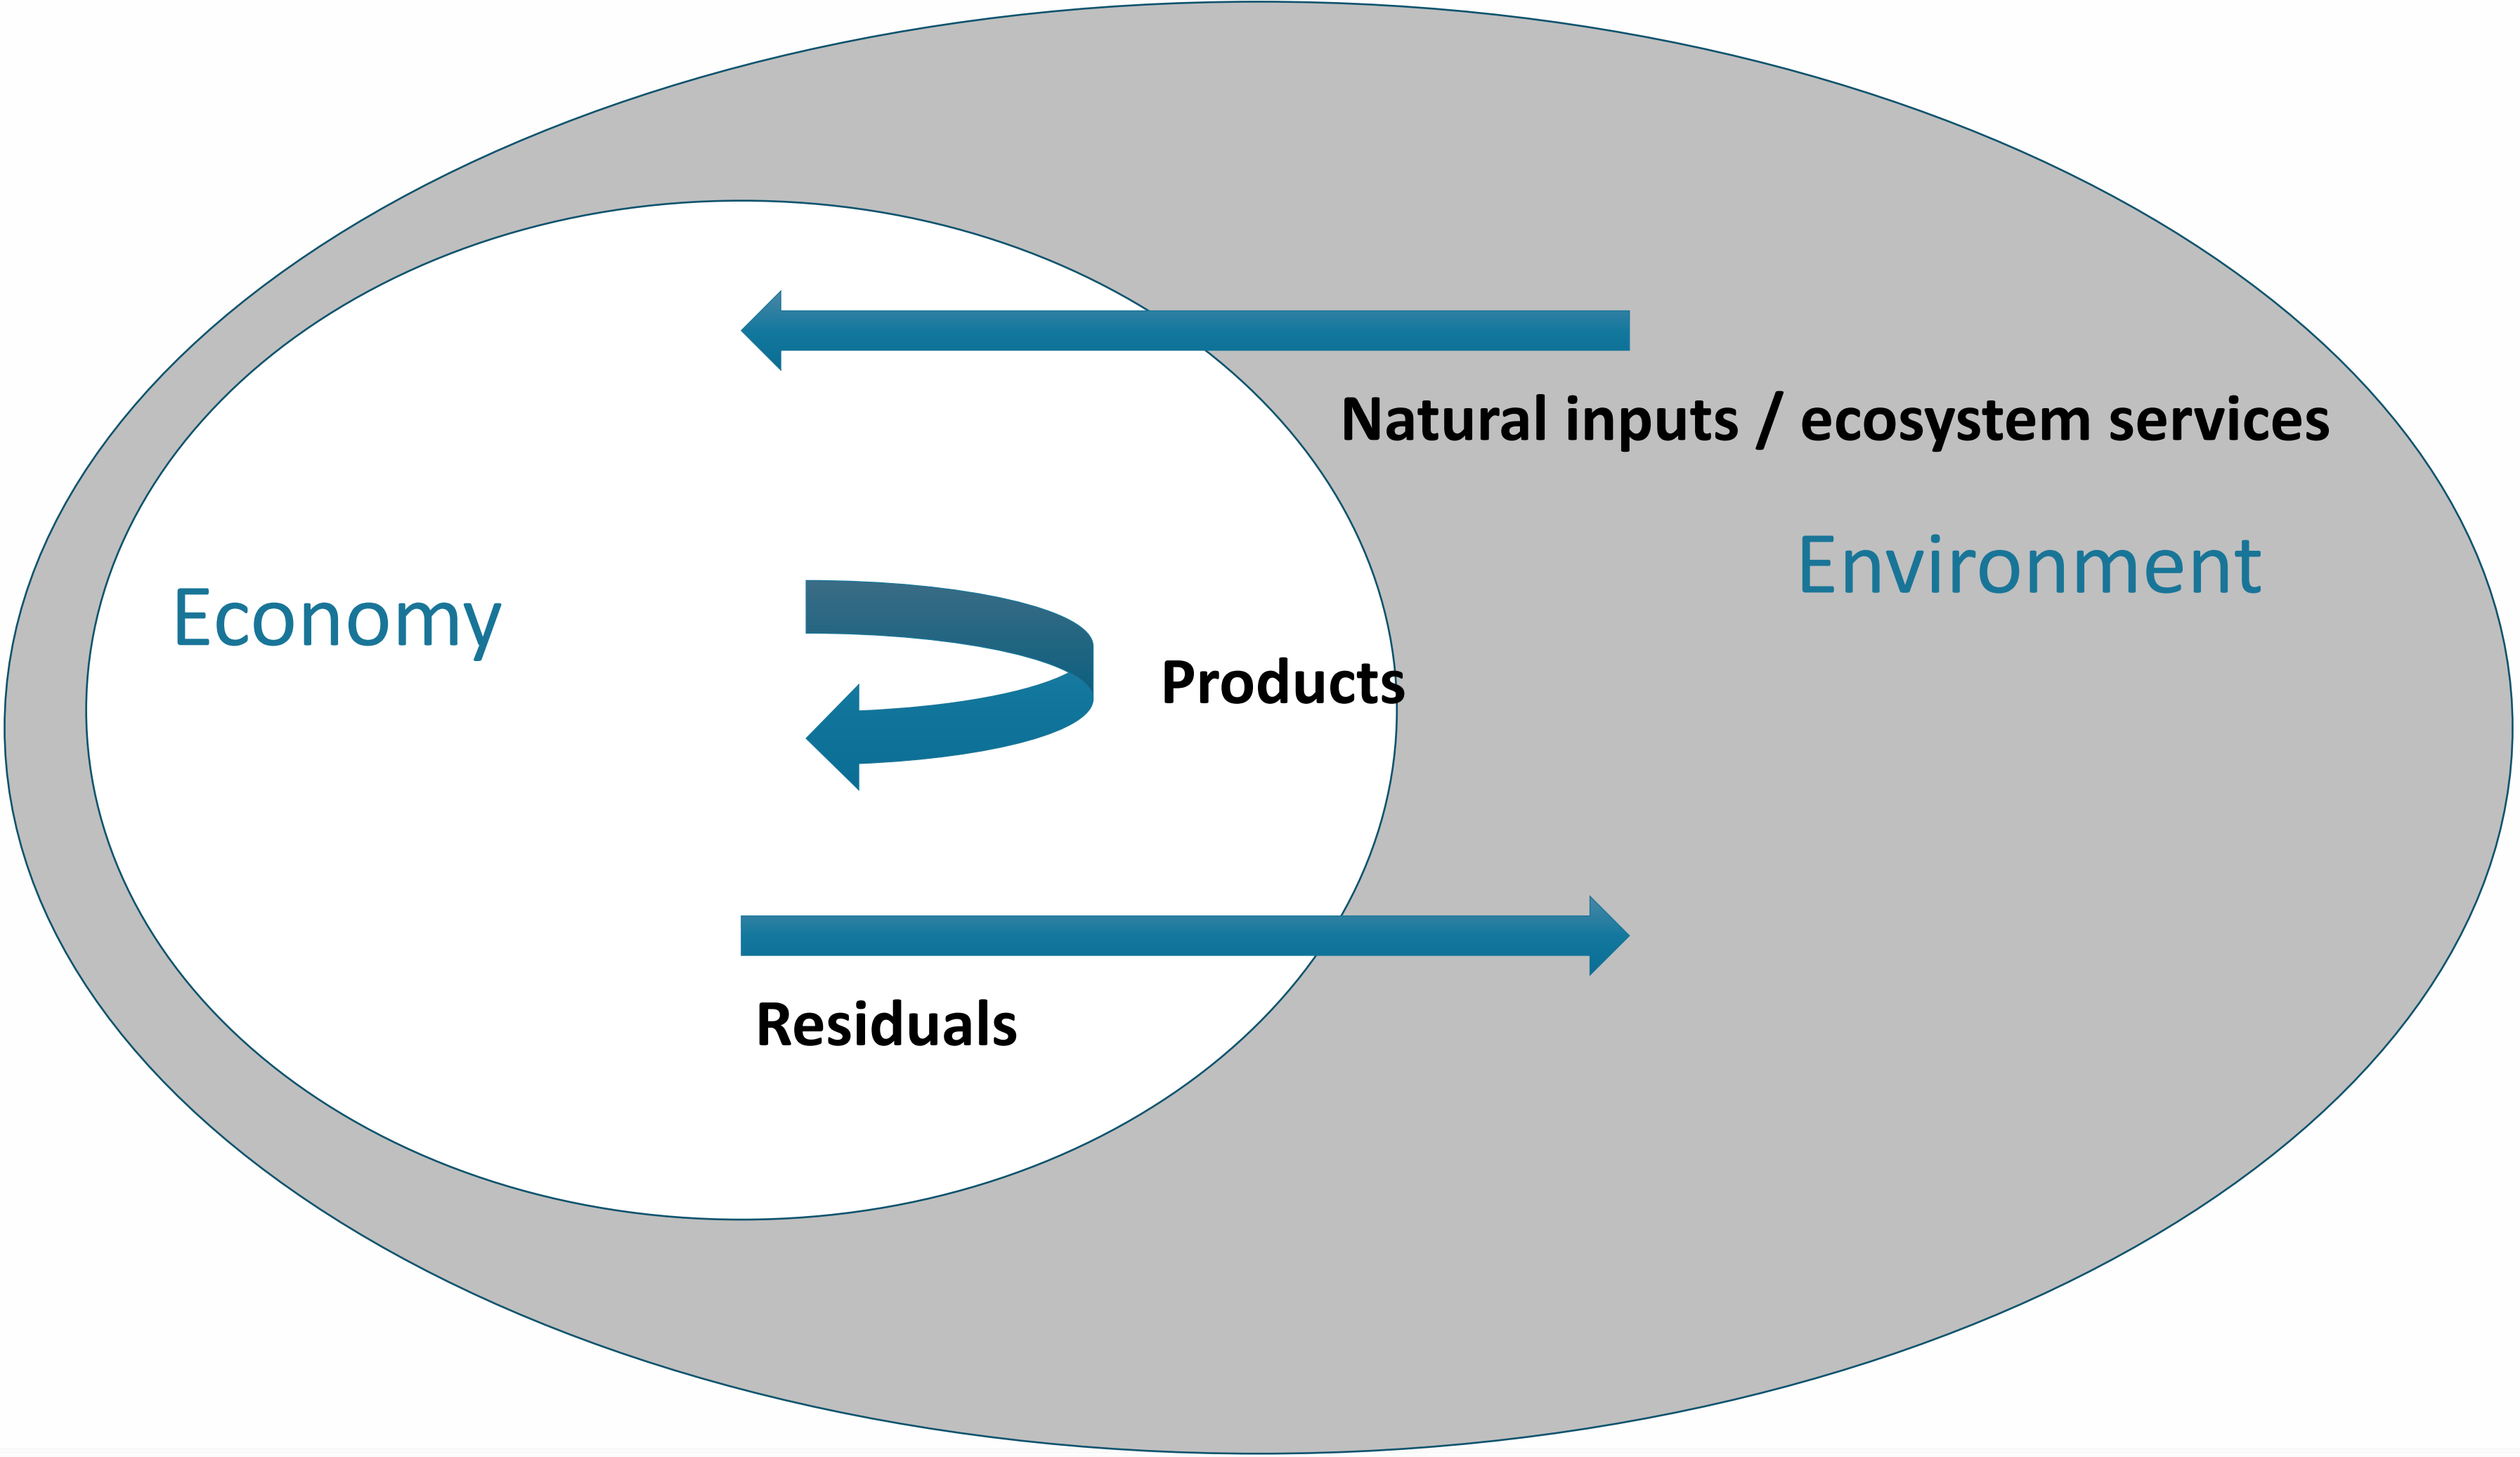 Natural inputs / ecosystem services
Environment
Economy
Products
Residuals